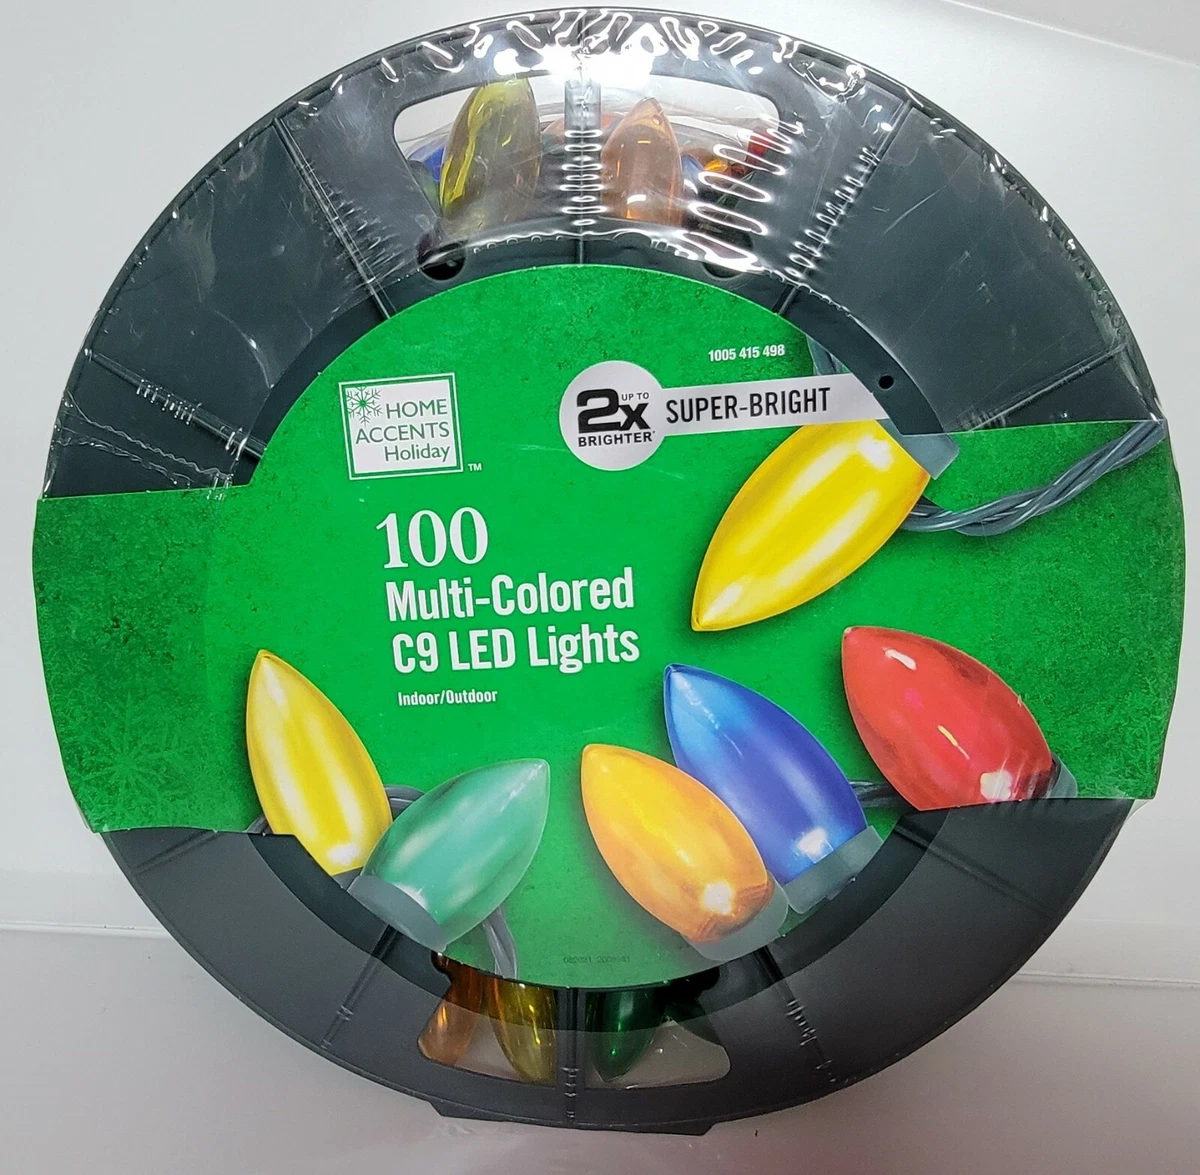 1005 415 498
HOME
ACCENTS
Holiday
TM
UP TO
2x
BRIGHTER*
SUPER-BRIGHT
100
Multi-Colored
C9 LED Lights
Indoor/Outdoor